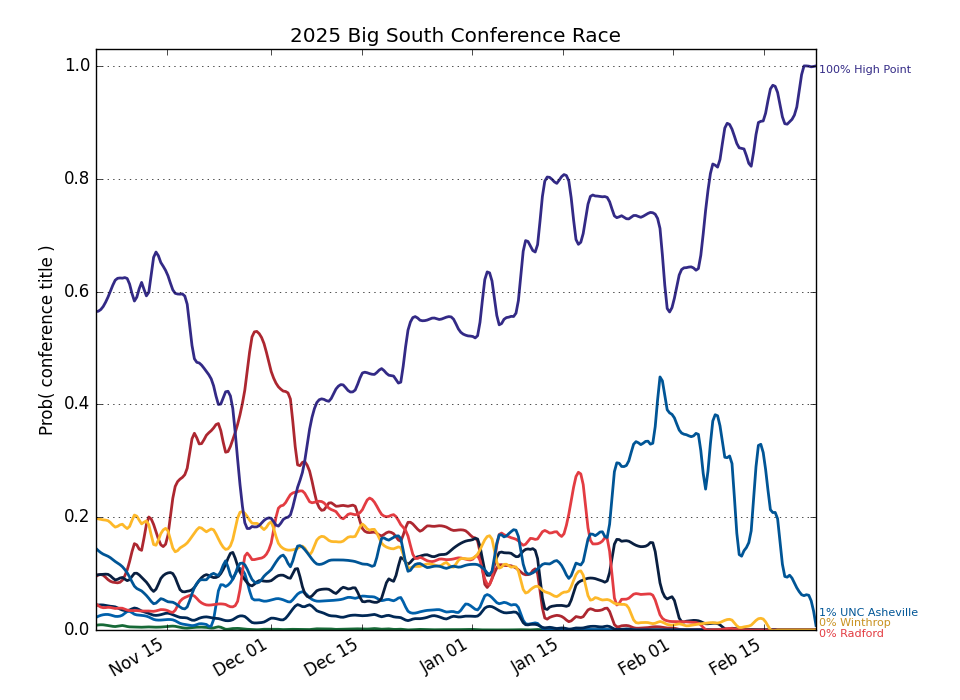 2025 Big South Conference Race
Prob( conference title )
1.0
0.8
0.6
0.4
0.2
0.0
Nov 15
Dec 01
Dec 15
Jan 01
Jan 15
Feb 01
Feb 15
100% High Point
1% UNC Asheville
0% Winthrop
0% Radford